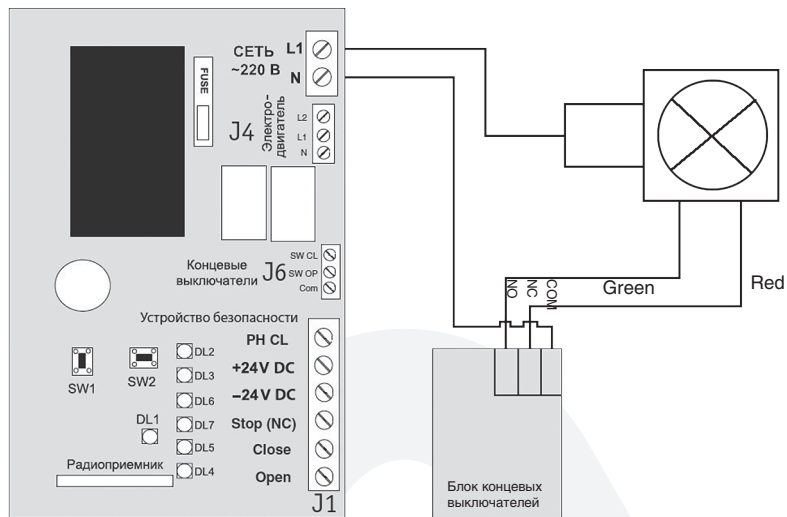 СЕТЬ L1
~220 В N
FUSE
J4
Электро-
двигатель
L2
L1
N
Концевые
выключатели
J6
SW CL
SW OP
Com
Устройство безопасности
PH CL
+24V DC
–24V DC
Stop (NC)
Close
Open
J1
SW1
SW2
DL2
DL3
DL6
DL7
DL5
DL4
DL1
Радиоприемник
NO
NC
COM
Green
Red
Блок концевых
выключателей